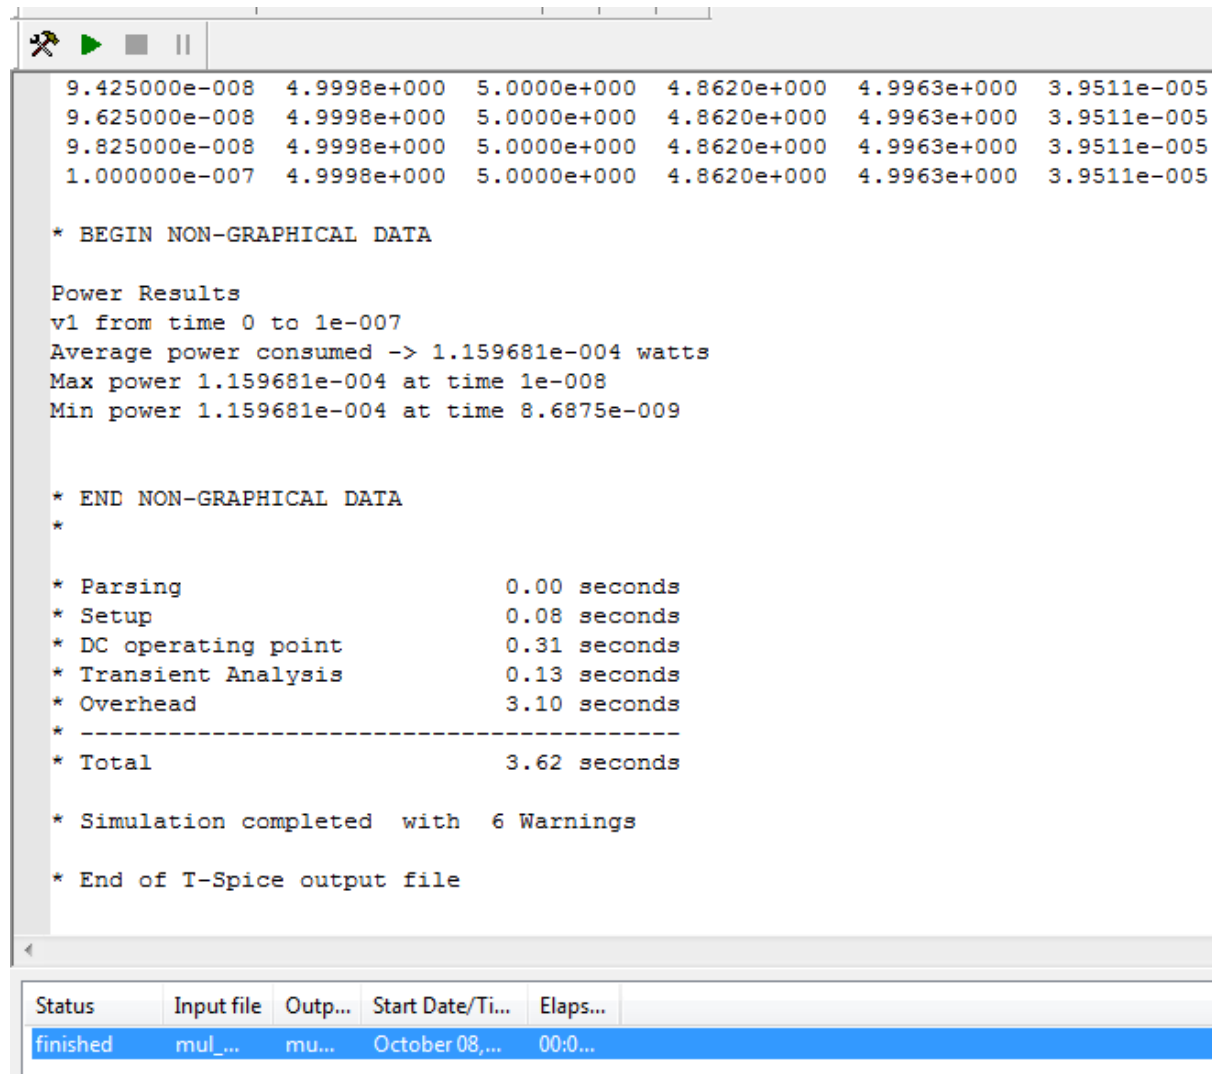 9.425000e-008 4.9998e+000 5.0000e+000 4.8620e+000 4.9963e+000 3.9511e-005
9.625000e-008 4.9998e+000 5.0000e+000 4.8620e+000 4.9963e+000 3.9511e-005
9.825000e-008 4.9998e+000 5.0000e+000 4.8620e+000 4.9963e+000 3.9511e-005
1.000000e-007 4.9998e+000 5.0000e+000 4.8620e+000 4.9963e+000 3.9511e-005
* BEGIN NON-GRAPHICAL DATA
Power Results
v1 from time 0 to 1e-007
Average power consumed -> 1.159681e-004 watts
Max power 1.159681e-004 at time 1e-008
Min power 1.159681e-004 at time 8.6875e-009
* END NON-GRAPHICAL DATA
*
* Parsing 0.00 seconds
* Setup 0.08 seconds
* DC operating point 0.31 seconds
* Transient Analysis 0.13 seconds
* Overhead 3.10 seconds
* -----------------------------------------
* Total 3.62 seconds
* Simulation completed with 6 Warnings
* End of T-Spice output file
Status Input file Outp... Start Date/Ti... Elaps...
finished mul_... mu... October 08,... 00:0...